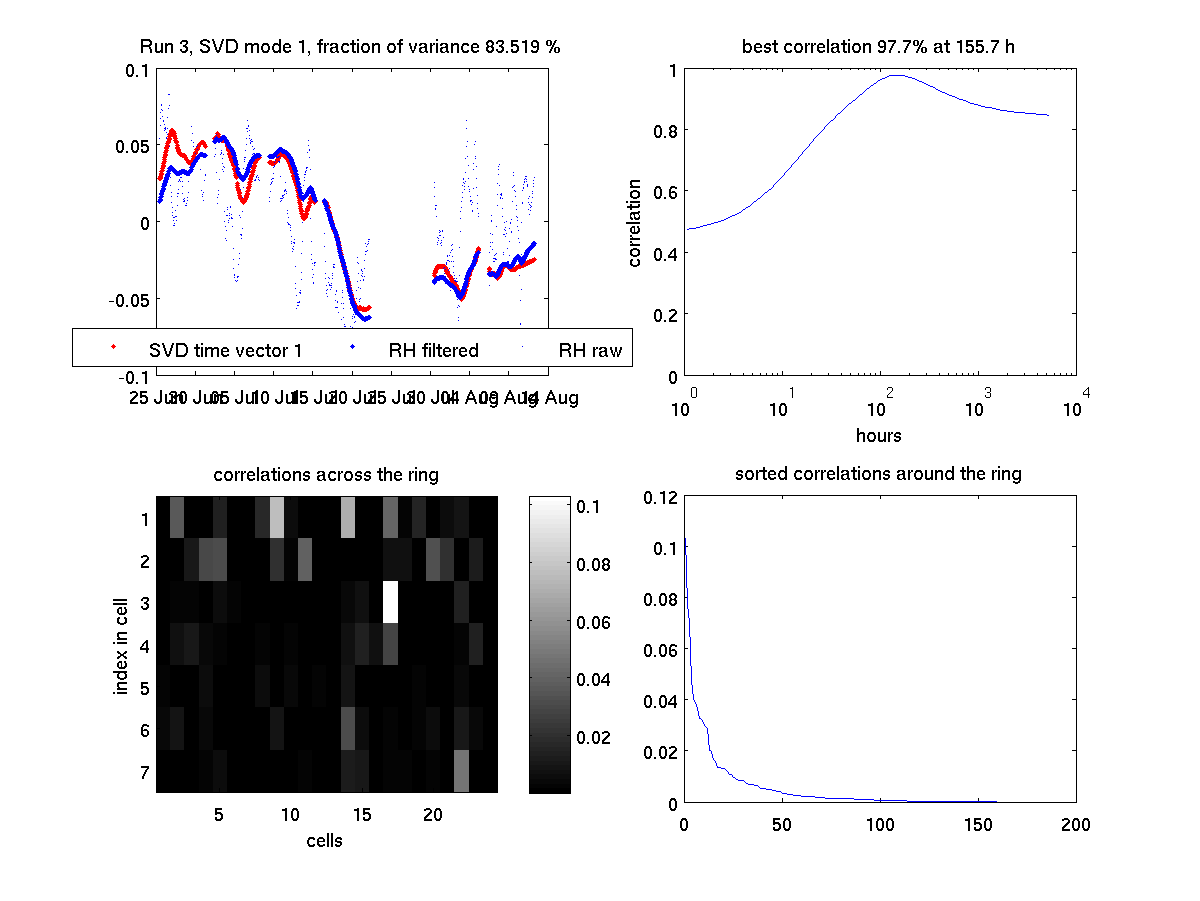 Run 3, SVD mode 1, fraction of variance 83.519 %
0.1
0.05
0
-0.05
-0.1
SVD time vector 1
RH filtered
RH raw
25 Jun
30 Jun
05 Jul
10 Jul
15 Jul
20 Jul
25 Jul
30 Jul
04 Aug
09 Aug
14 Aug
best correlation 97.7% at 155.7 h
1
0.8
0.6
0.4
0.2
0
correlation
10^0
10^1
10^2
10^3
10^4
hours
correlations across the ring
1
2
3
4
5
6
7
index in cell
5
10
15
20
cells
0.1
0.08
0.06
0.04
0.02
sorted correlations around the ring
0.12
0.1
0.08
0.06
0.04
0.02
0
0
50
100
150
200